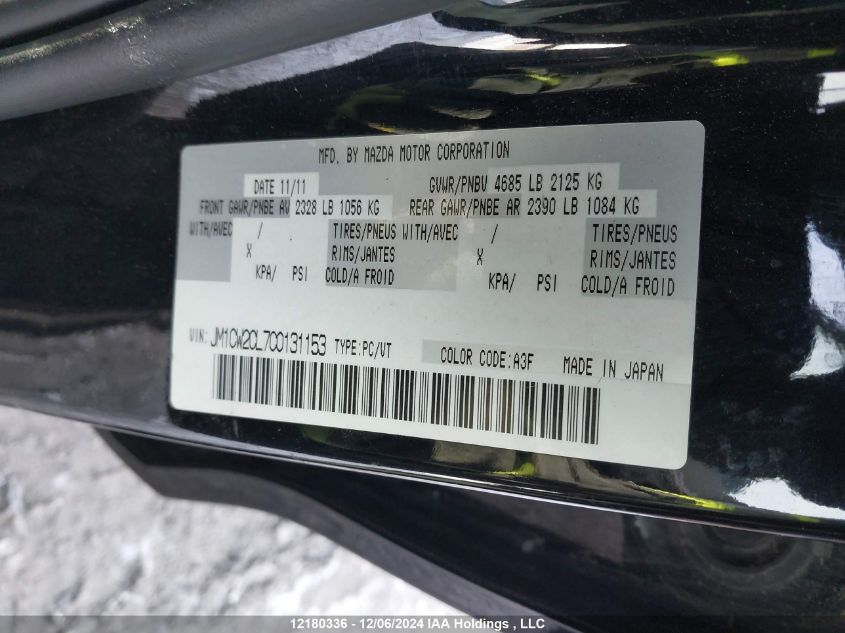 MFD. BY MAZDA MOTOR CORPORATION
DATE 11/11 GVWR/PNBV 4685 LB 2125 KG
FRONT GAWR/PNBE AV 2328 LB 1056 KG REAR GAWR/PNBE AR 2390 LB 1084 KG
WITH/AVEC / . TIRES/PNEUS WITH/AVEC / TIRES/PNEUS
X RIMS/JANTES X RIMS/JANTES
KPA/ PSI COLD/A FROID KPA/ PSI COLD/A FROID
VIN: JM1CW2CL7C0131153 TYPE:PC/VT COLOR CODE:A3F MADE IN JAPAN
12180336 - 12/06/2024 IAA Holdings , LLC